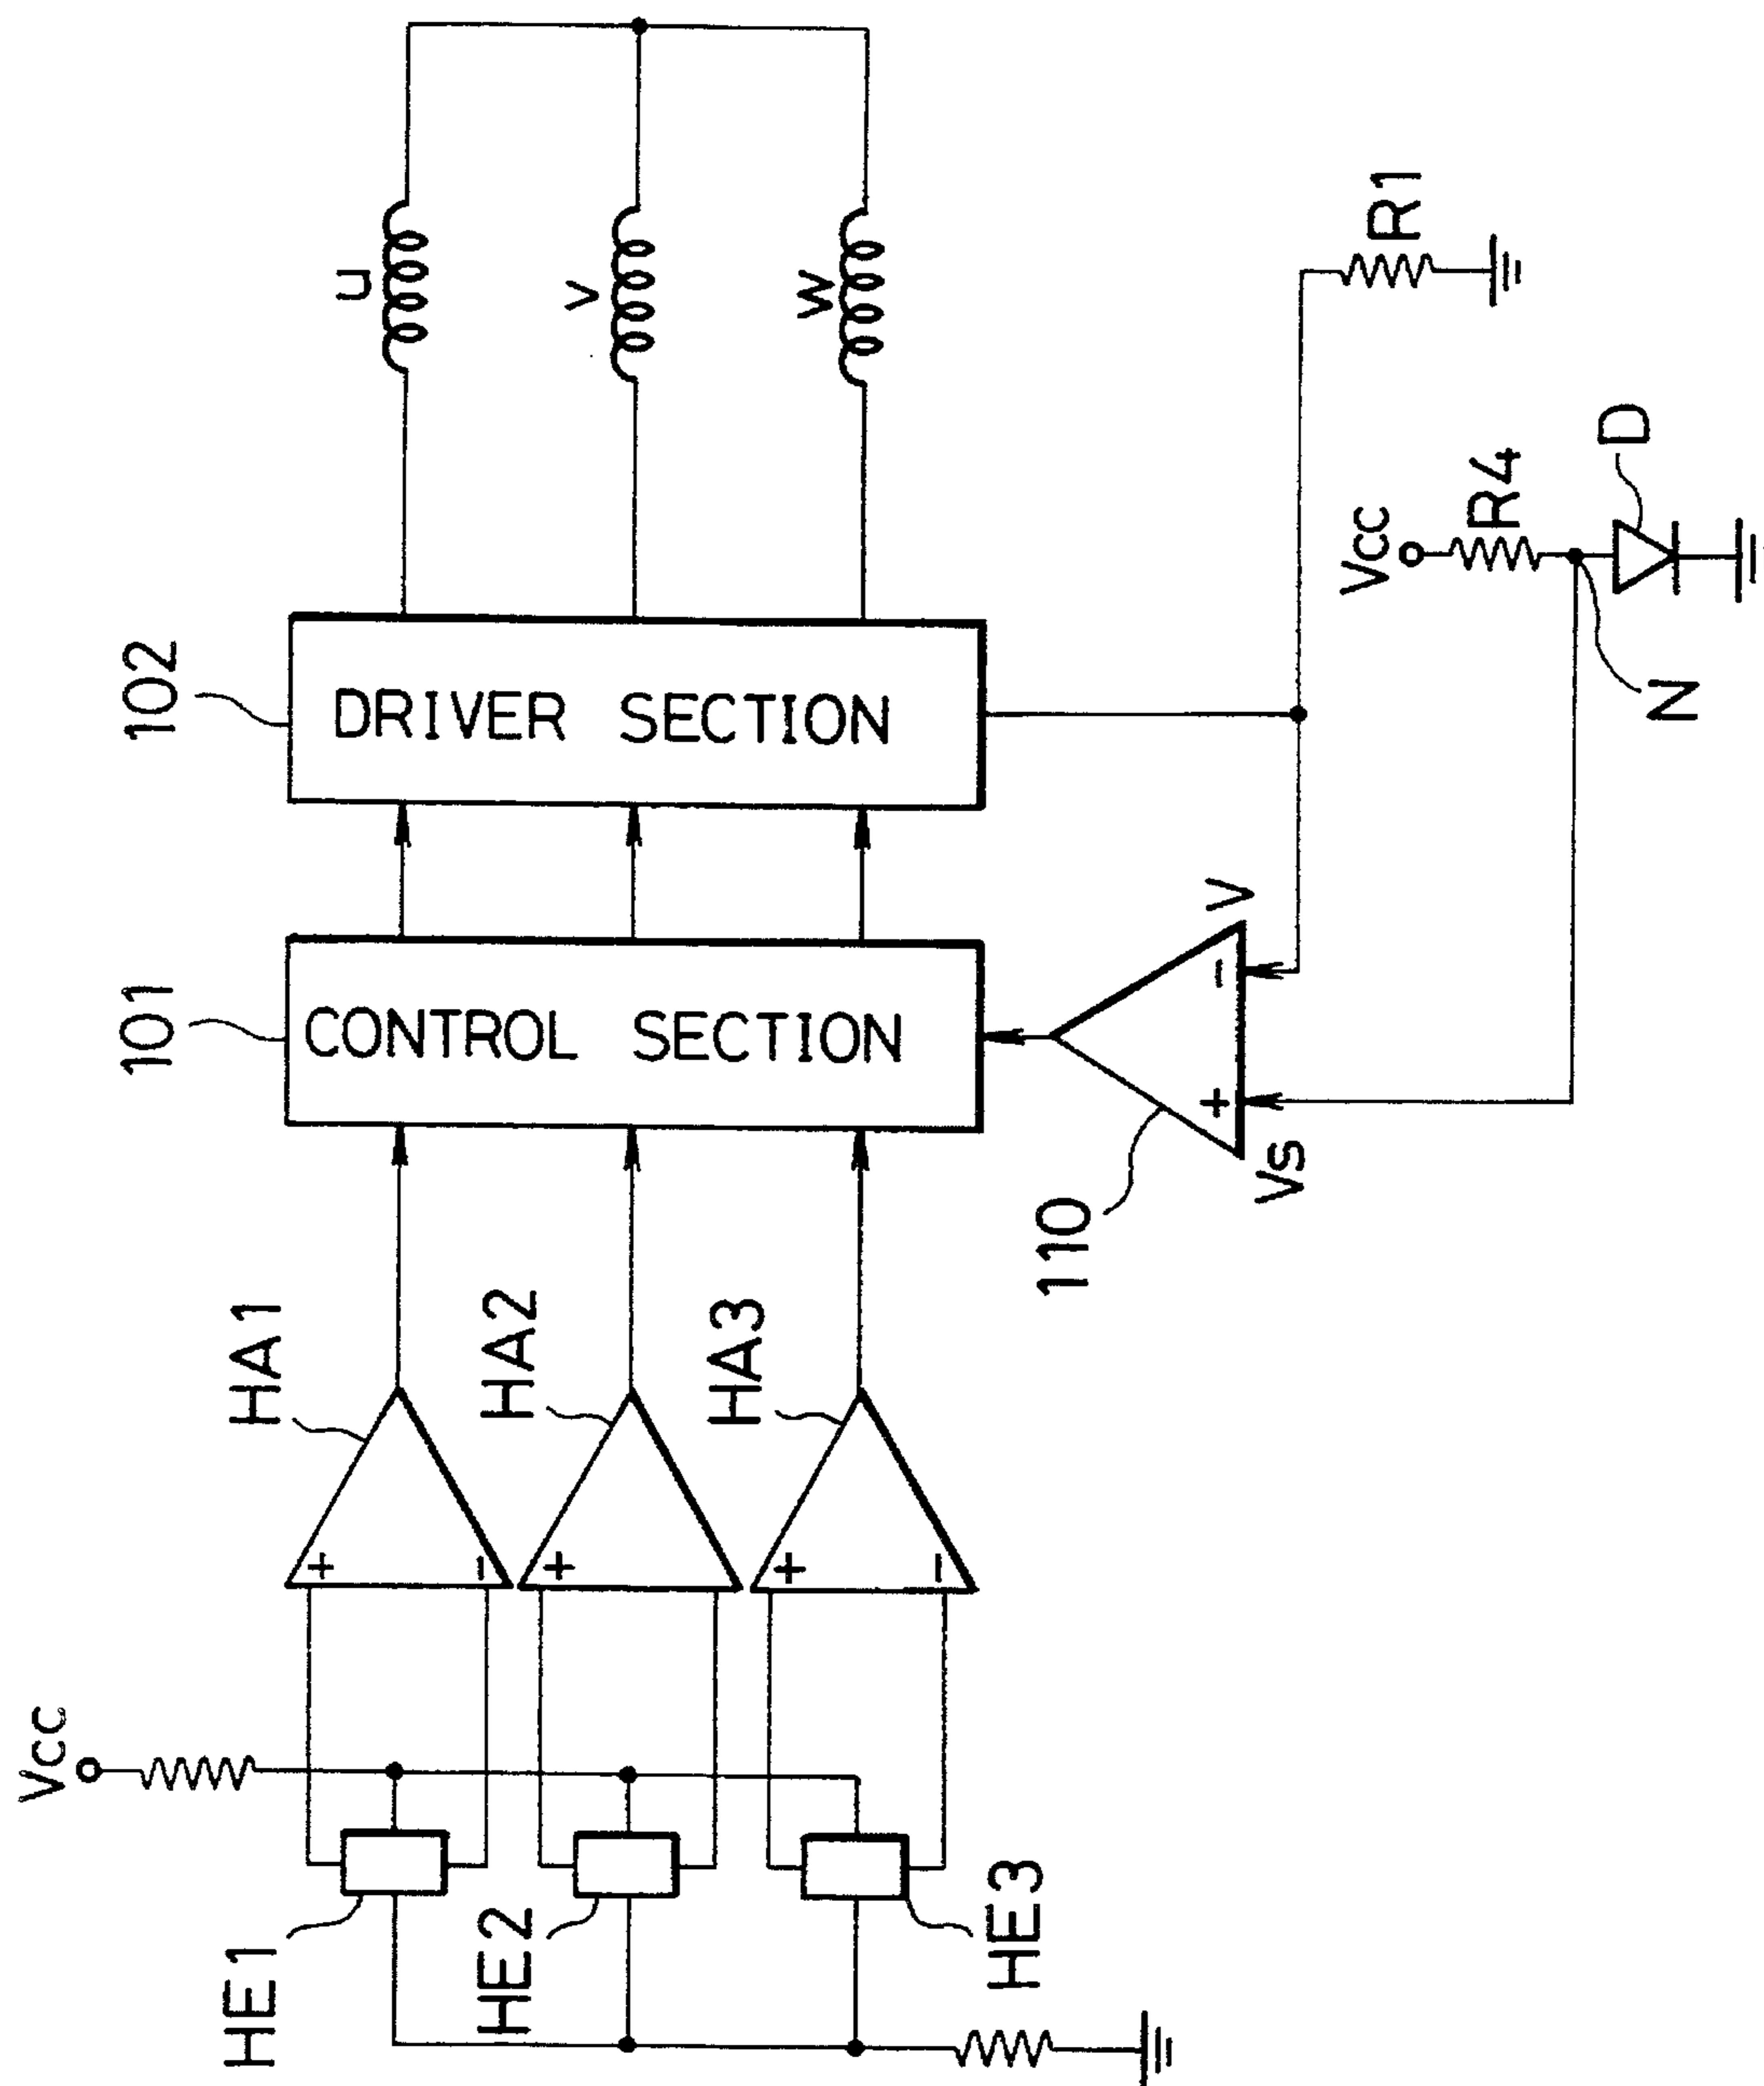 Vcc
HE1
HE2
HE3
HA1
+
-
HA2
+
HA3
+
-
101
CONTROL SECTION
102
DRIVER SECTION
110
Vs
+
-
V
U
V
W
R1
Vcc
R4
D
N